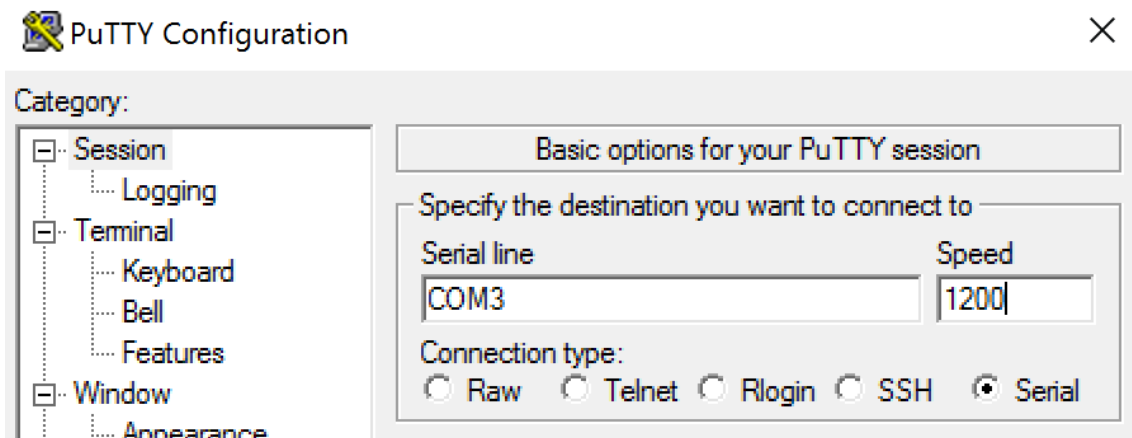 PuTTY Configuration
Category:
Session
Logging
Terminal
Keyboard
Bell
Features
Window
Appearance
Basic options for your PuTTY session
Specify the destination you want to connect to
Serial line Speed
COM3 1200
Connection type:
Raw Telnet Rlogin SSH Serial